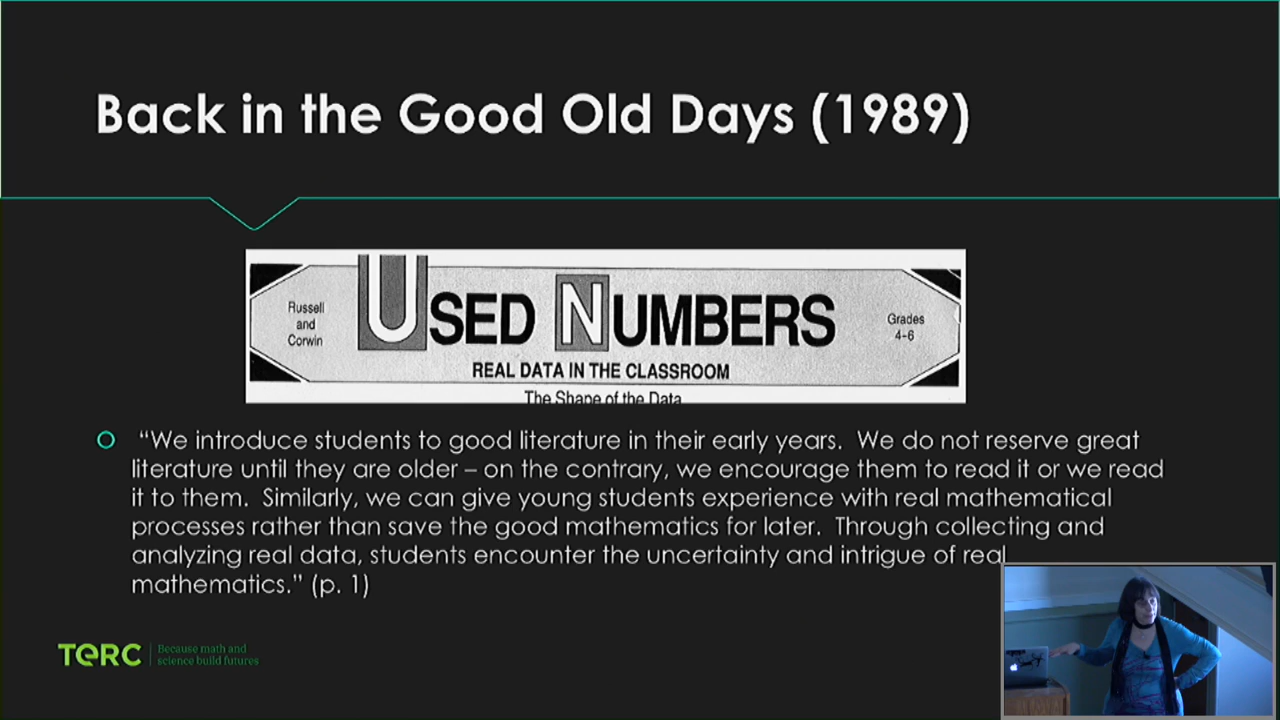 Back in the Good Old Days (1989)
Russell
and
Corwin
USED NUMBERS
Grades
4-6
REAL DATA IN THE CLASSROOM
The Shape of the Data
“We introduce students to good literature in their early years. We do not reserve great
literature until they are older – on the contrary, we encourage them to read it or we read
it to them. Similarly, we can give young students experience with real mathematical
processes rather than save the good mathematics for later. Through collecting and
analyzing real data, students encounter the uncertainty and intrigue of real
mathematics.” (p. 1)
TERC
Because math and
science build futures